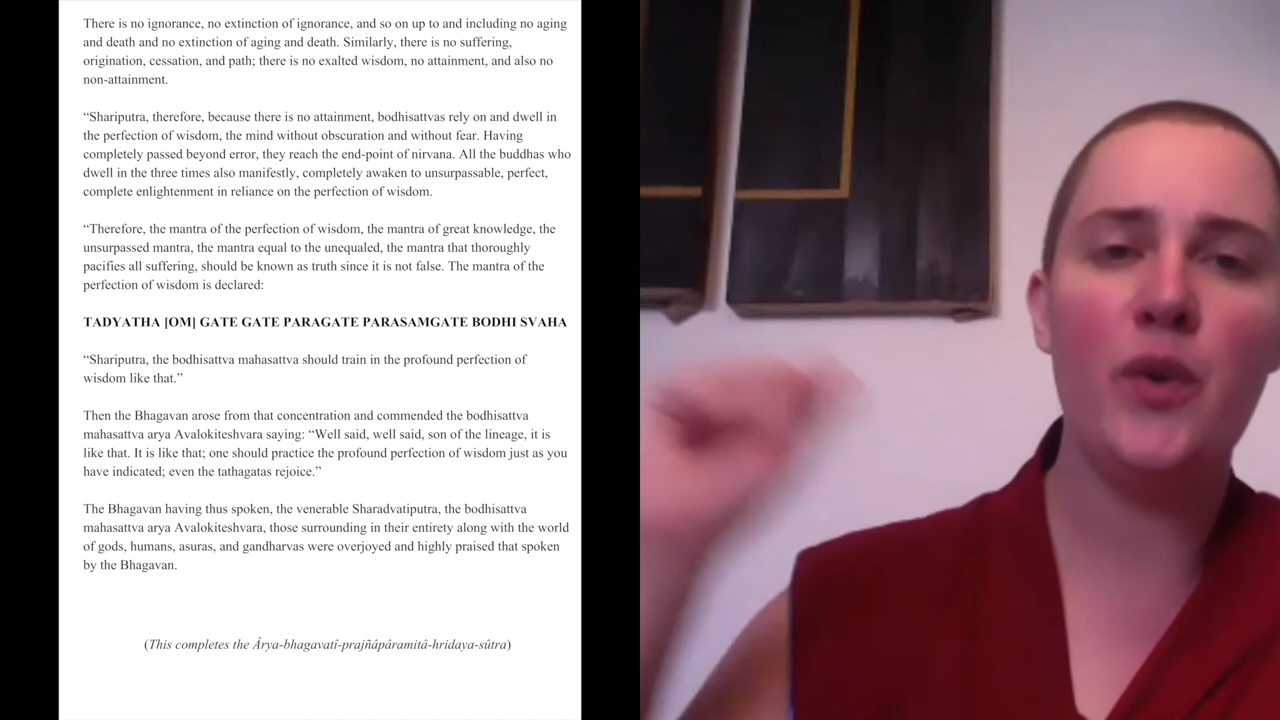 There is no ignorance, no extinction of ignorance, and so on up to and including no aging
and death and no extinction of aging and death. Similarly, there is no suffering,
origination, cessation, and path; there is no exalted wisdom, no attainment, and also no
non-attainment.
“Shariputra, therefore, because there is no attainment, bodhisattvas rely on and dwell in
the perfection of wisdom, the mind without obscuration and without fear. Having
completely passed beyond error, they reach the end-point of nirvana. All the buddhas who
dwell in the three times also manifestly, completely awaken to unsurpassable, perfect,
complete enlightenment in reliance on the perfection of wisdom.
“Therefore, the mantra of the perfection of wisdom, the mantra of great knowledge, the
unsurpassed mantra, the mantra equal to the unequaled, the mantra that thoroughly
pacifies all suffering, should be known as truth since it is not false. The mantra of the
perfection of wisdom is declared:
TADYATHA [OM] GATE GATE PARAGATE PARASAMGATE BODHI SVAHA
“Shariputra, the bodhisattva mahasattva should train in the profound perfection of
wisdom like that.”
Then the Bhagavan arose from that concentration and commended the bodhisattva
mahasattva arya Avalokiteshvara saying: “Well said, well said, son of the lineage, it is
like that. It is like that; one should practice the profound perfection of wisdom just as you
have indicated; even the tathagatas rejoice.”
The Bhagavan having thus spoken, the venerable Sharadvatiputra, the bodhisattva
mahasattva arya Avalokiteshvara, those surrounding in their entirety along with the world
of gods, humans, asuras, and gandharvas were overjoyed and highly praised that spoken
by the Bhagavan.
(This completes the Ârya-bhagavatî-prajñâpâramitâ-hridaya-sûtra)